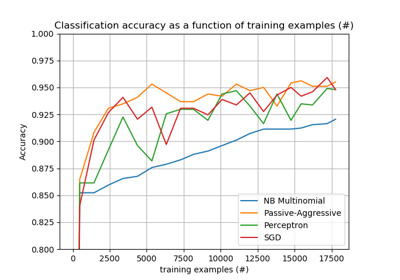 Classification accuracy as a function of training examples (#)
1.000
0.975
0.950
0.925
0.900
0.875
0.850
0.825
0.800
Accuracy
NB Multinomial
Passive-Aggressive
Perceptron
SGD
0 2500 5000 7500 10000 12500 15000 17500
training examples (#)